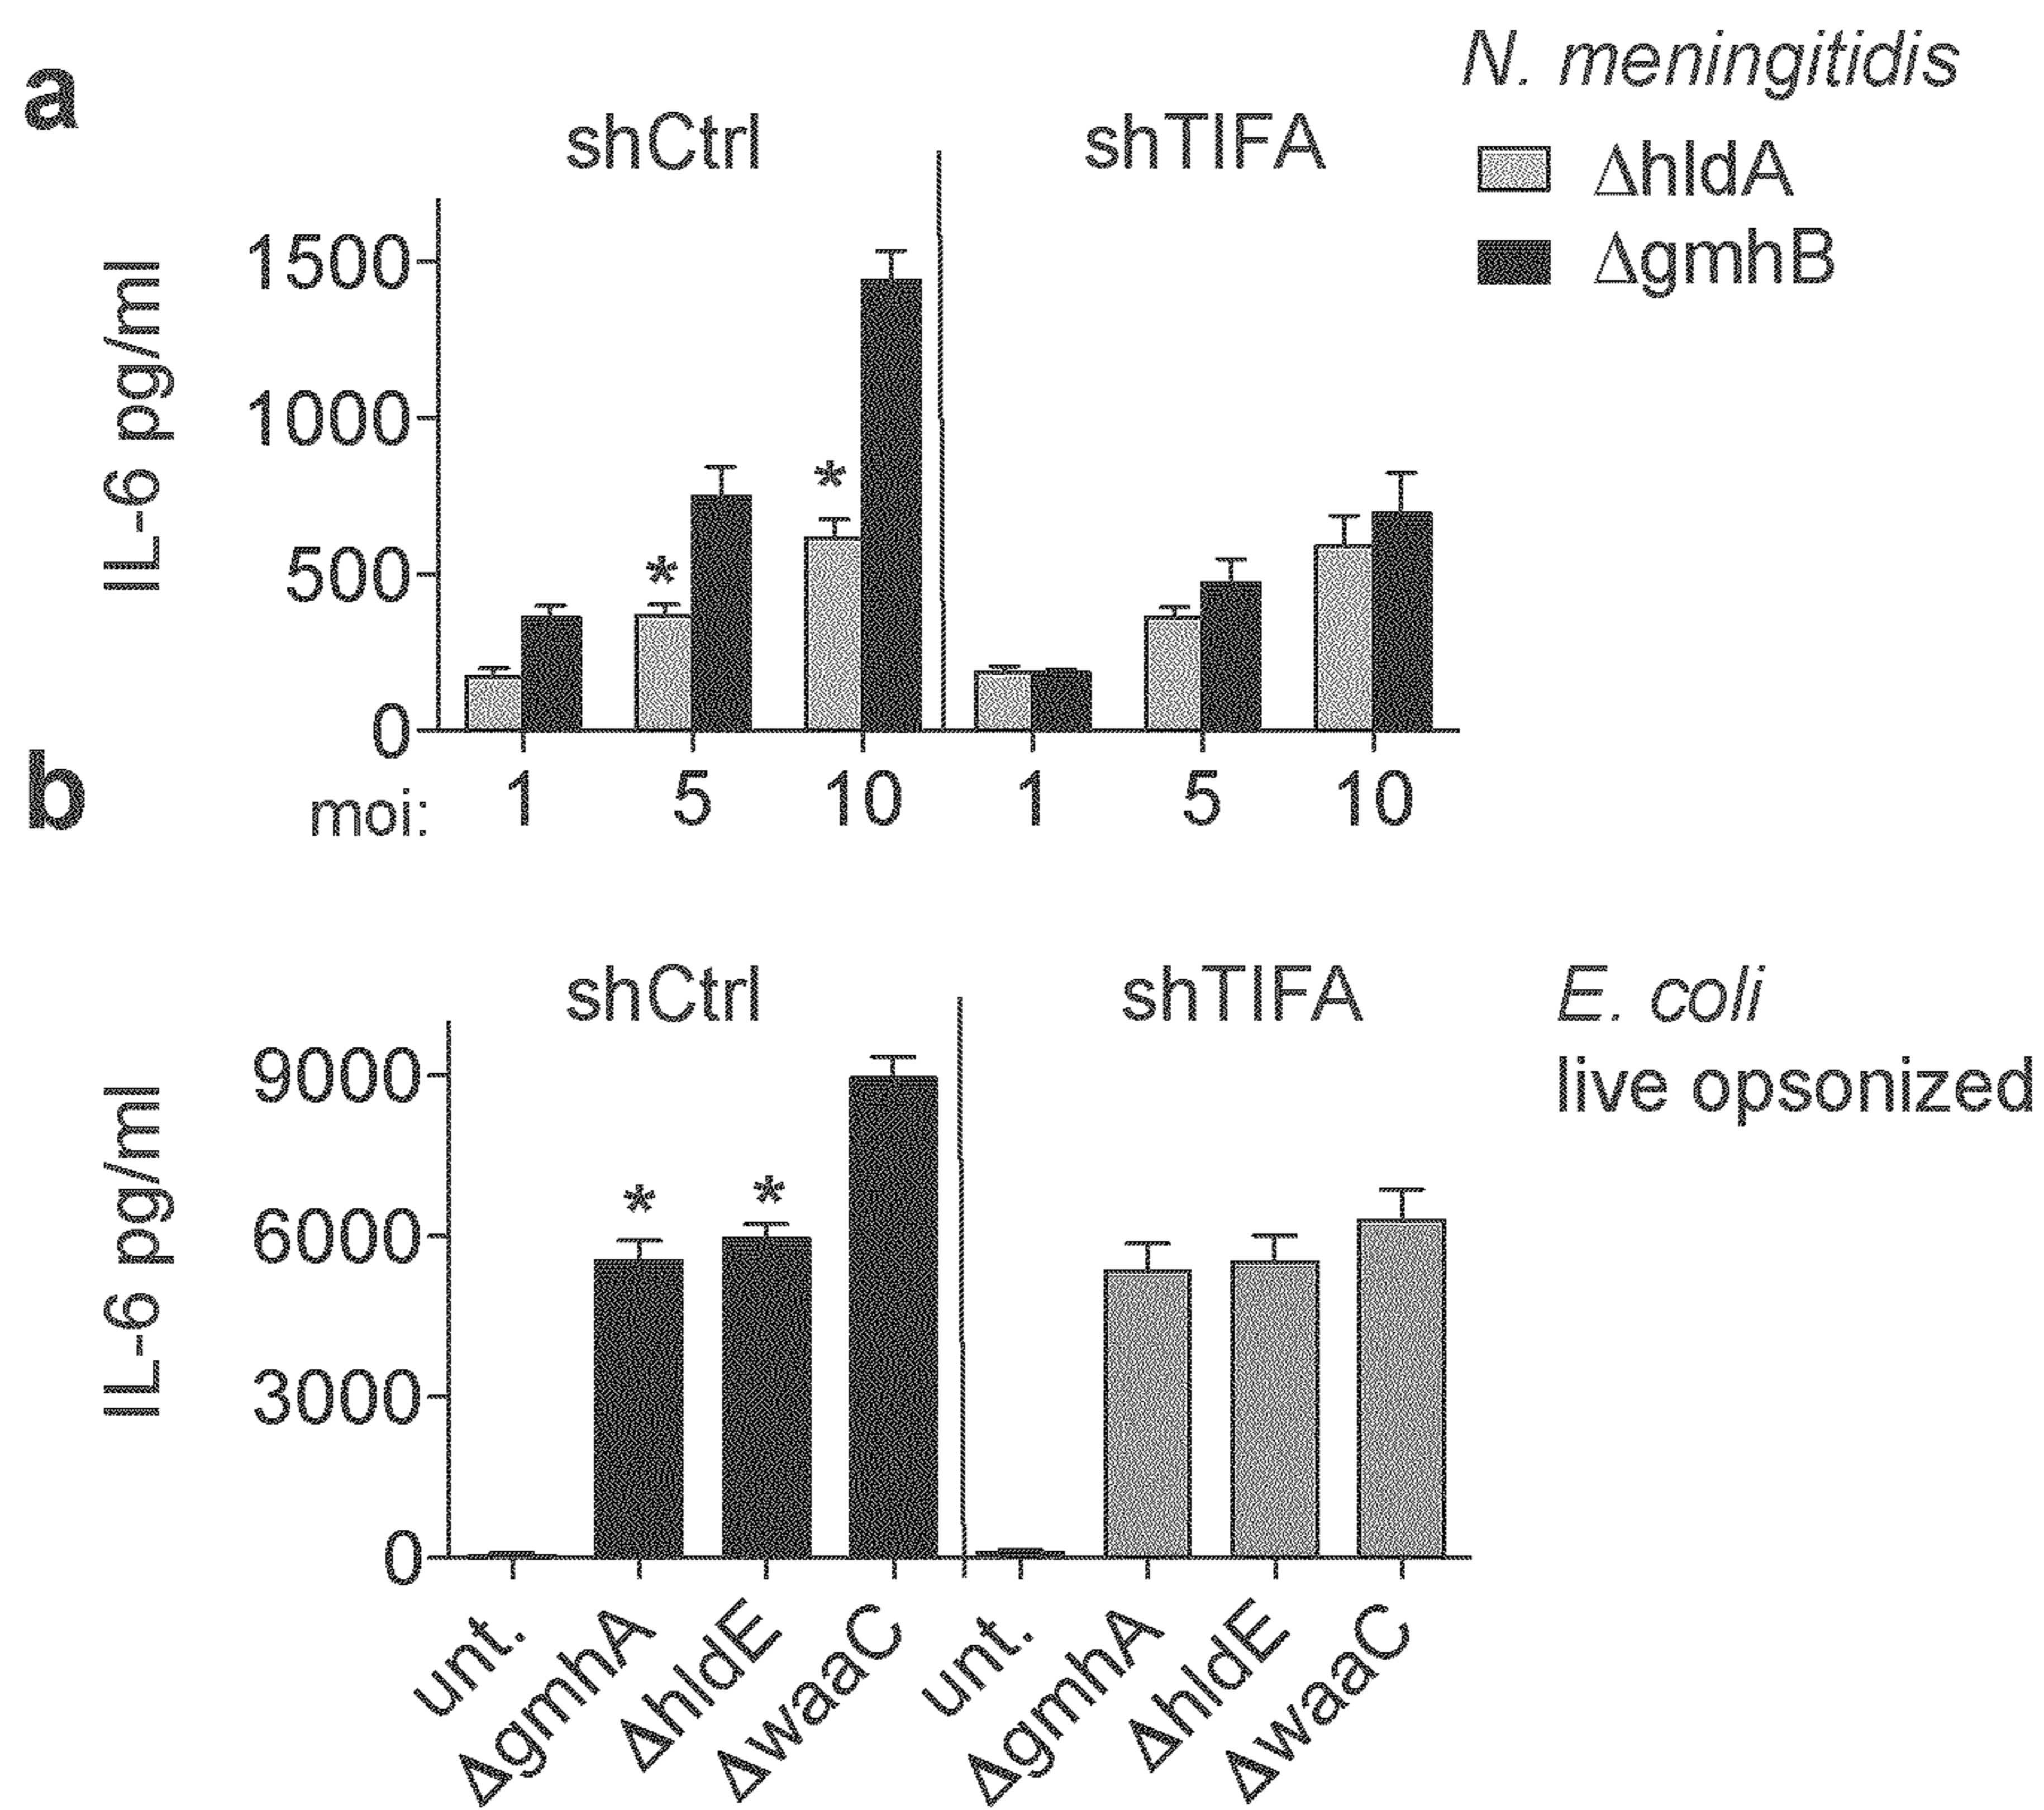 a
N. meningitidis
shCtrl
shTIFA
ΔhldA
ΔgmhB
IL-6 pg/ml
1500
1000
500
0
*
*
moi:
1
5
10
1
5
10
b
shCtrl
shTIFA
E. coli
live opsonized
IL-6 pg/ml
9000
6000
3000
0
*
*
unt.
ΔgmhA
ΔhldE
ΔwaaC
unt.
ΔgmhA
ΔhldE
ΔwaaC